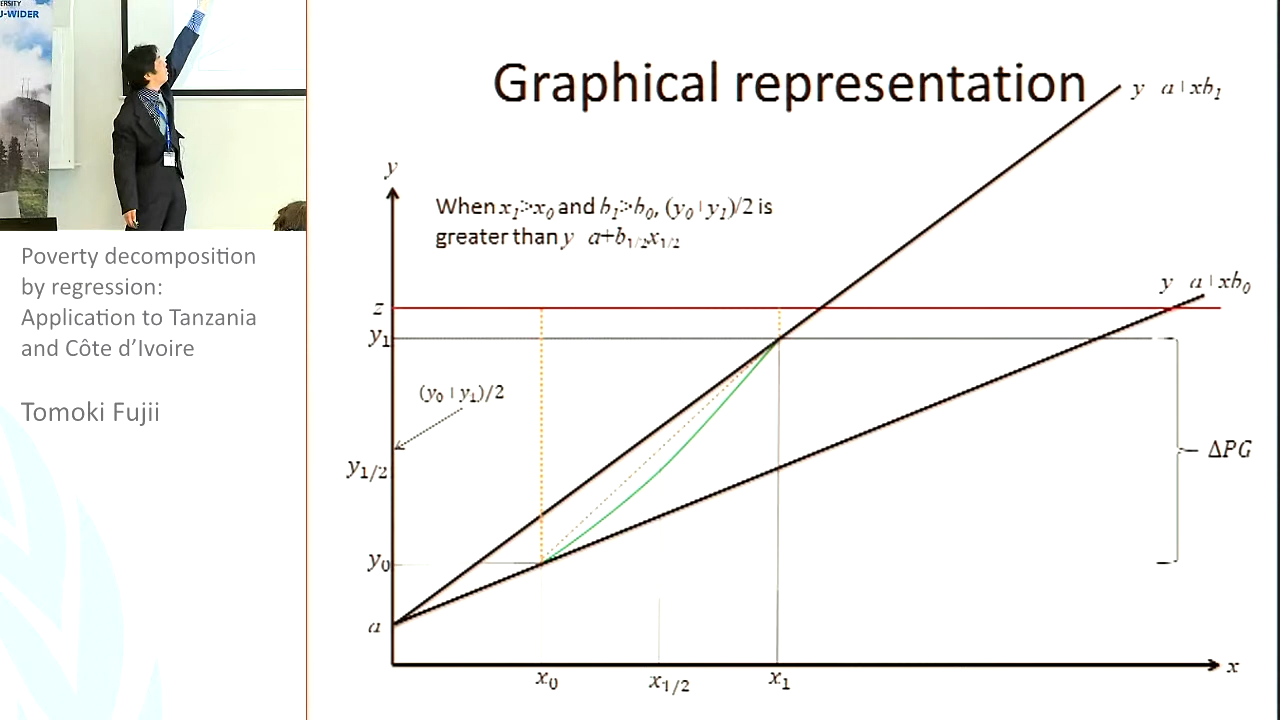 ERSITY
U-WIDER
Poverty decomposition
by regression:
Application to Tanzania
and Côte d'Ivoire
Tomoki Fujii
Graphical representation
y a | xb₁
y
When x₁>x₀ and b₁>b₀, (y₀ | y₁)/2 is
greater than y a+b₁/₂x₁/₂
y a | xb₀
z
y₁
(y₀ | y₁)/2
y₁/₂
ΔPG
y₀
a
x₀
x₁/₂
x₁
x